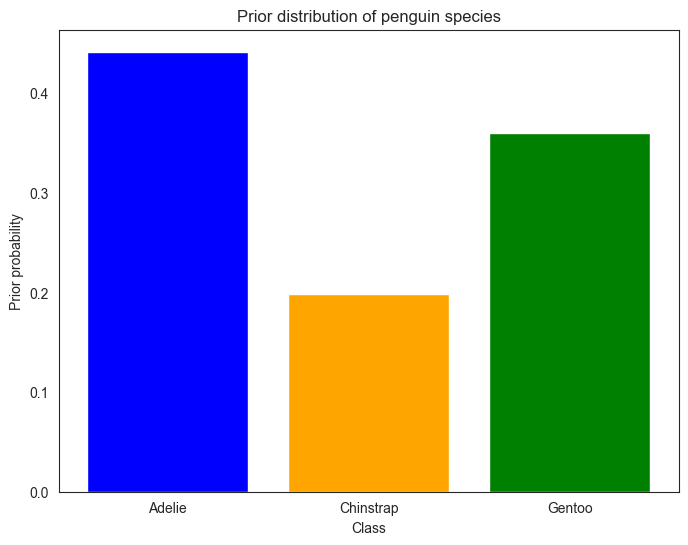 Prior distribution of penguin species
Prior probability
0.4
0.3
0.2
0.1
0.0
Adelie Chinstrap Gentoo
Class